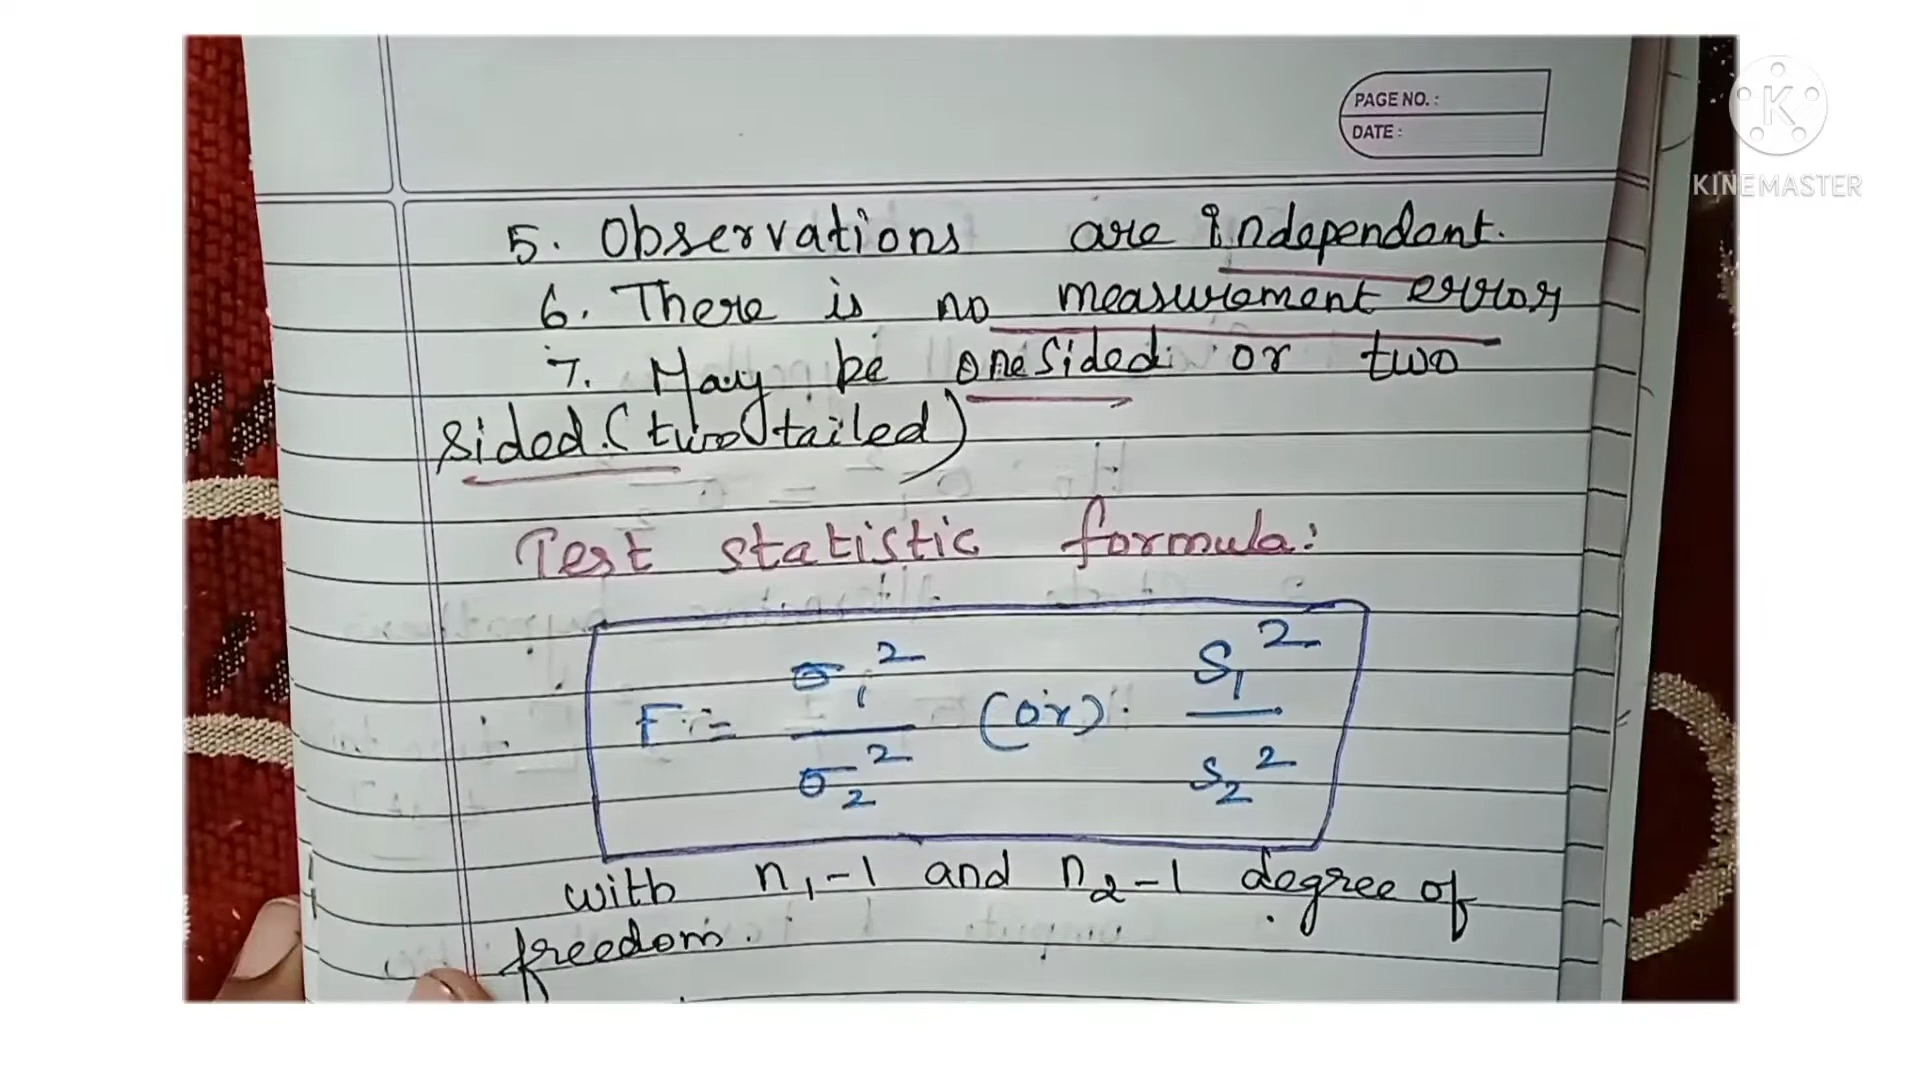 PAGE NO. :
DATE :
K
KINEMASTER
5. Observations are independent.
6. There is no measurement error
7. May be one sided or two
sided. (two tailed)
Test statistic formula:
F = σ₁² / σ₂² (or) S₁² / S₂²
with n₁-1 and n₂-1 degree of
freedom.